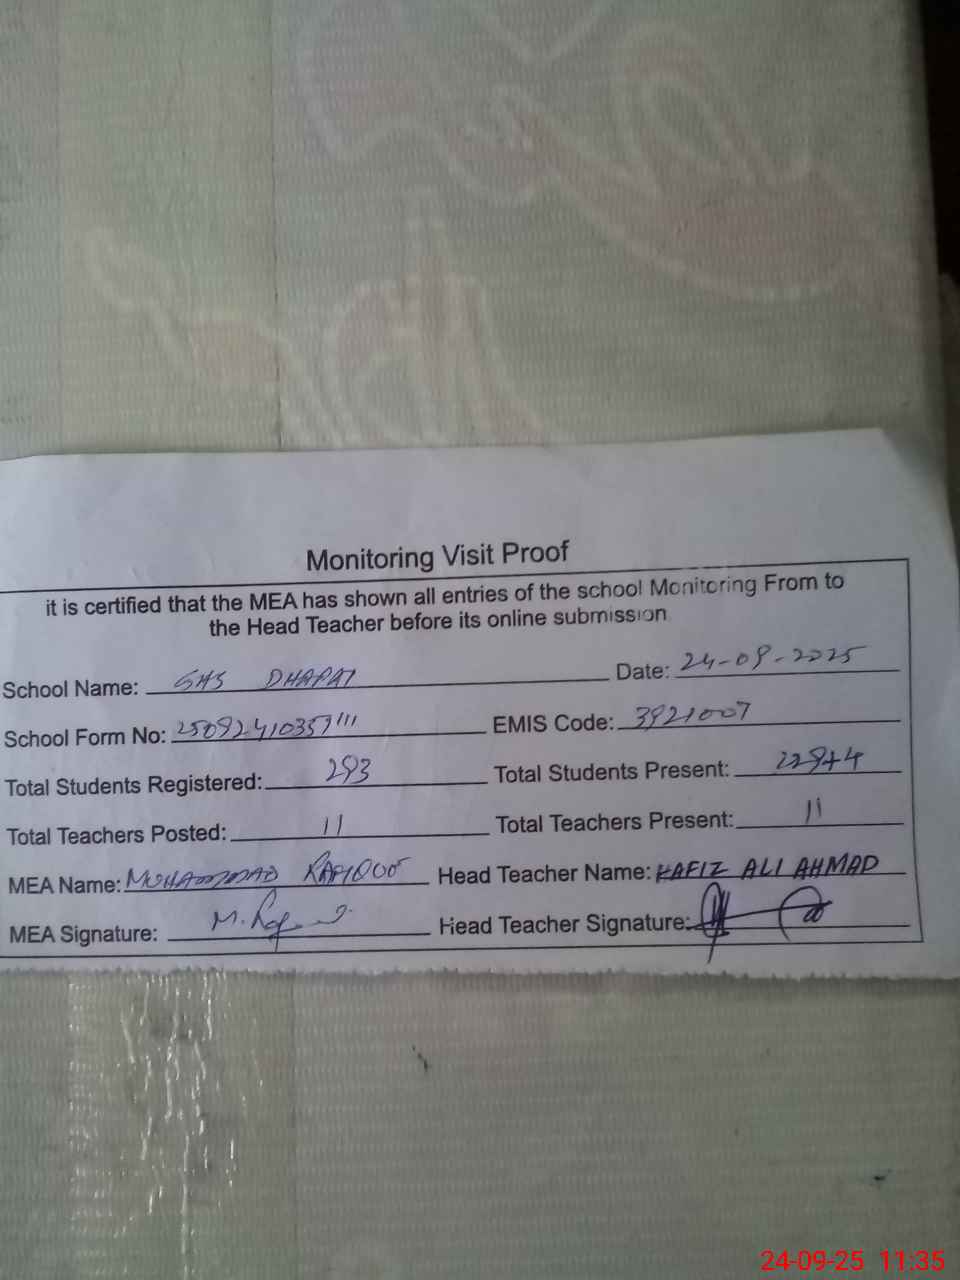 Monitoring Visit Proof
it is certified that the MEA has shown all entries of the school Monitoring From to
the Head Teacher before its online submission
School Name: GHS DHAPAI Date: 24-09-2025
School Form No: EMIS Code: 3921007
Total Students Registered: 293 Total Students Present:
Total Teachers Posted: 11 Total Teachers Present: 11
MEA Name: MUHAMMAD Head Teacher Name: HAFIZ ALI AHMAD
MEA Signature: Head Teacher Signature:
24-09-25 11:35